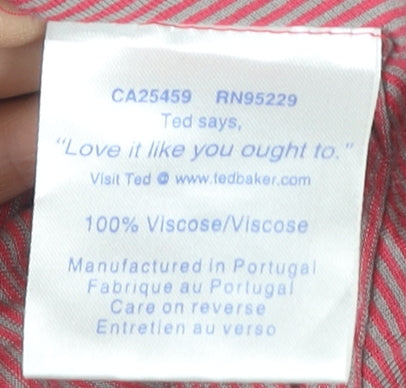 CA25459 RN95229
Ted says,
"Love it like you ought to."
Visit Ted @ www.tedbaker.com
100% Viscose/Viscose
Manufactured in Portugal
Fabrique au Portugal
Care on reverse
Entretien au verso